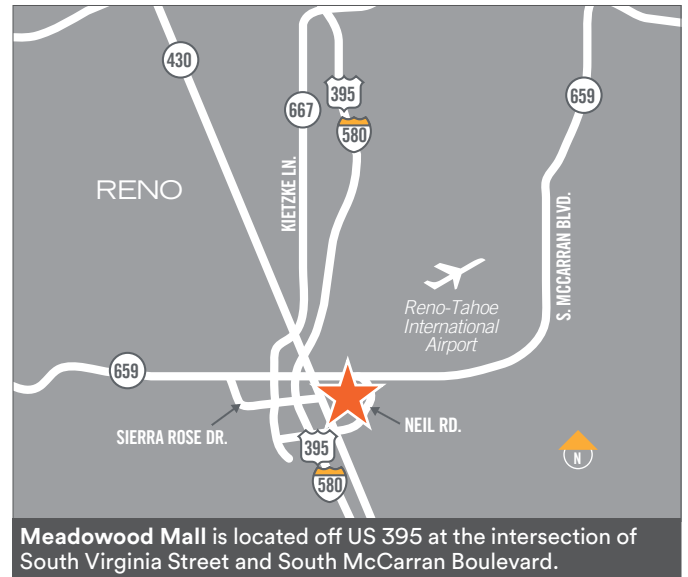 430
667
395
580
659
KIETZKE LN.
RENO
S. MCCARRAN BLVD.
Reno-Tahoe
International
Airport
659
SIERRA ROSE DR.
NEIL RD.
395
580
N
Meadowood Mall is located off US 395 at the intersection of
South Virginia Street and South McCarran Boulevard.